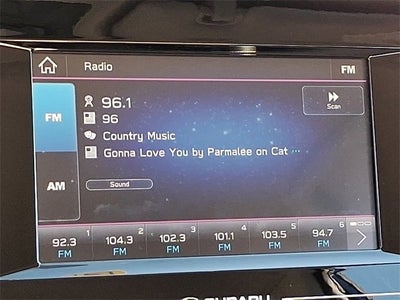 Radio
FM
FM
96.1
96
Country Music
Gonna Love You by Parmalee on Cat ...
Scan
AM
Sound
1 2 3 4 5 6
92.3 104.3 102.3 101.1 103.5 94.7
FM FM FM FM FM FM
SUBARU